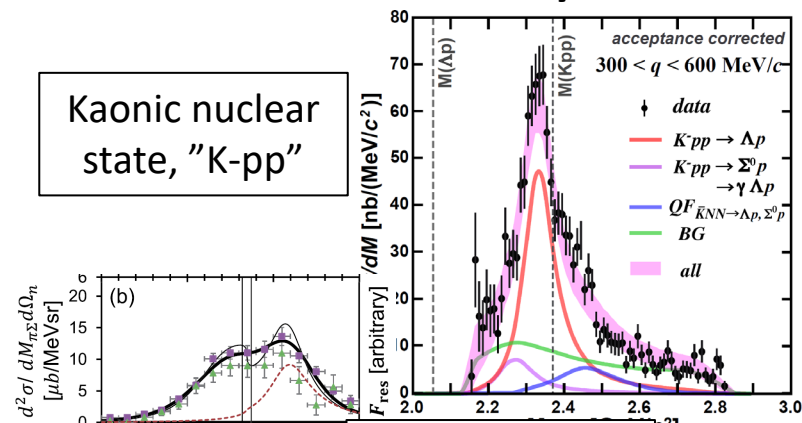 Kaonic nuclear
state, ”K-pp”
(b)
d²σ/ dM_πΣ dΩ_n
[μb/MeVsr]
20
15
10
5
0
/dM [nb/(MeV/c²)]
F_res [arbitrary]
80
70
60
50
40
30
0
2.0
2.2
2.4
2.6
2.8
3.0
M(Λp)
M(Kpp)
acceptance corrected
300 < q < 600 MeV/c
data
K⁻pp → Λp
K⁻pp → Σ⁰p
→ γ Λp
QF K̄NN→Λp, Σ⁰p
BG
all